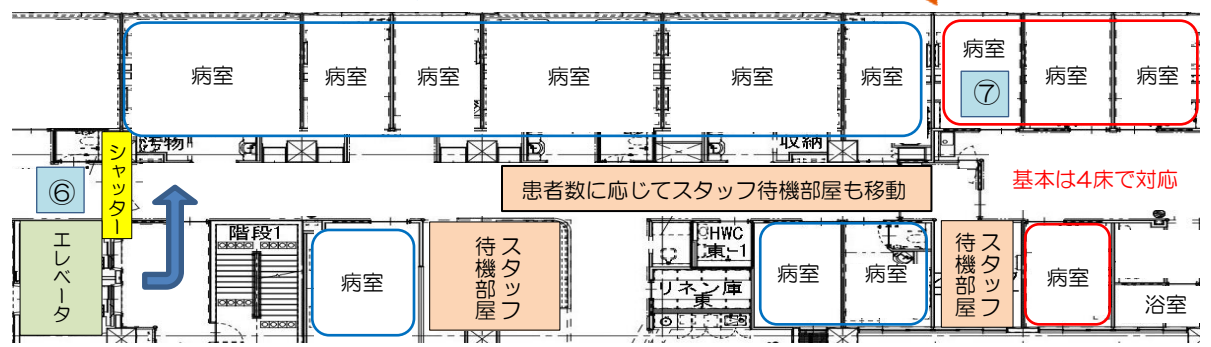 病室
病室
病室
病室
病室
病室
病室
⑦
病室
病室
汚物
収納
シャッター
⑥
患者数に応じてスタッフ待機部屋も移動
基本は4床で対応
エレベータ
階段1
病室
スタッフ
待機部屋
HWC
東-1
リネン庫
東
病室
病室
スタッフ
待機部屋
病室
浴室